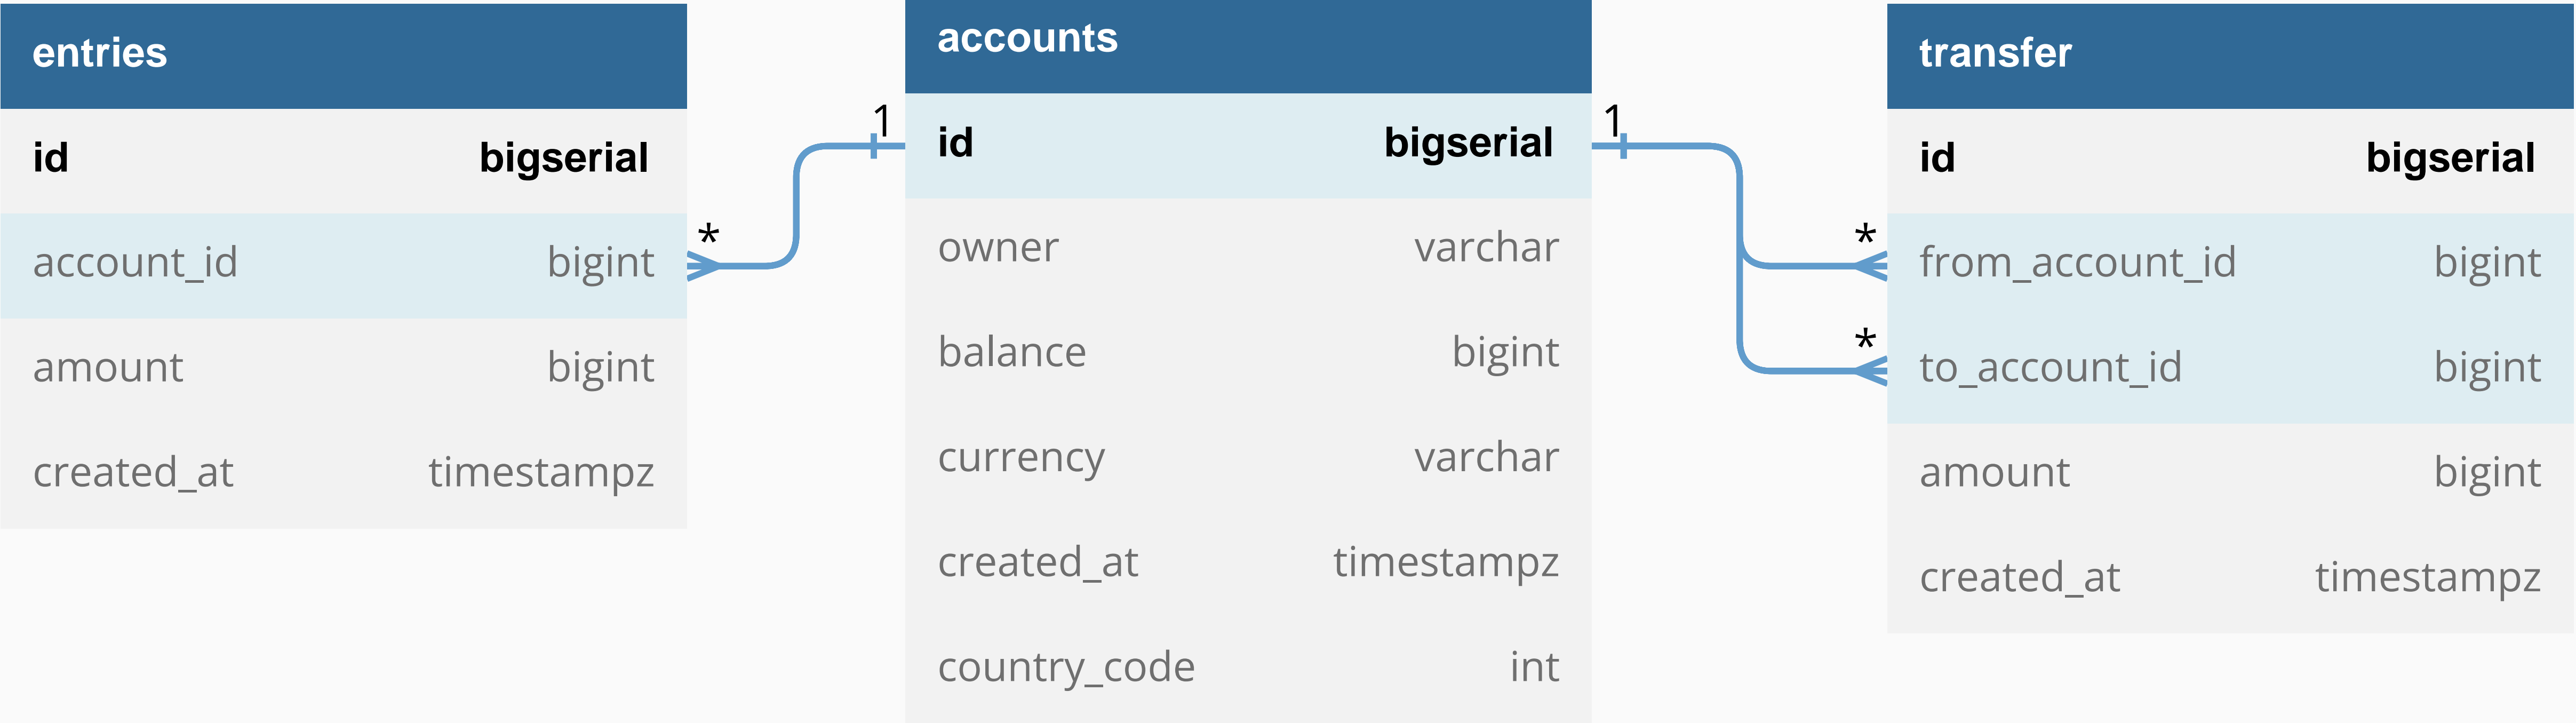 entries
id bigserial
account_id bigint
amount bigint
created_at timestampz
1
*
accounts
id bigserial
owner varchar
balance bigint
currency varchar
created_at timestampz
country_code int
1
*
*
transfer
id bigserial
from_account_id bigint
to_account_id bigint
amount bigint
created_at timestampz